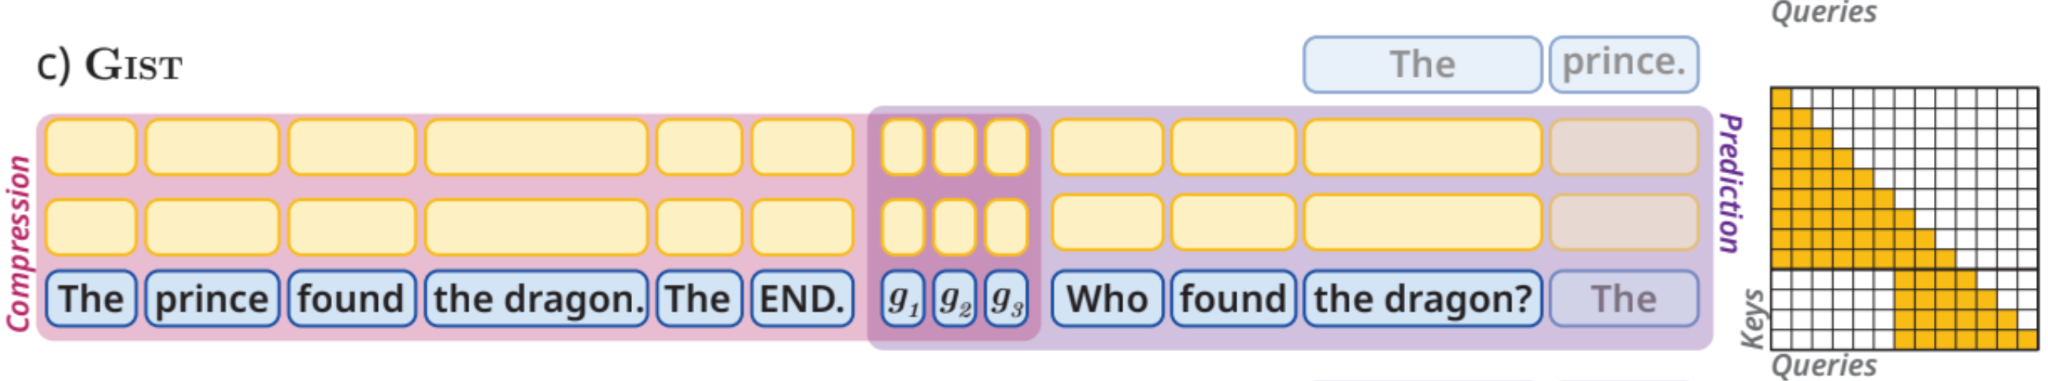 Queries
c) GIST
The prince.
Compression
Prediction
The prince found the dragon. The END. g1 g2 g3 Who found the dragon? The
Keys
Queries